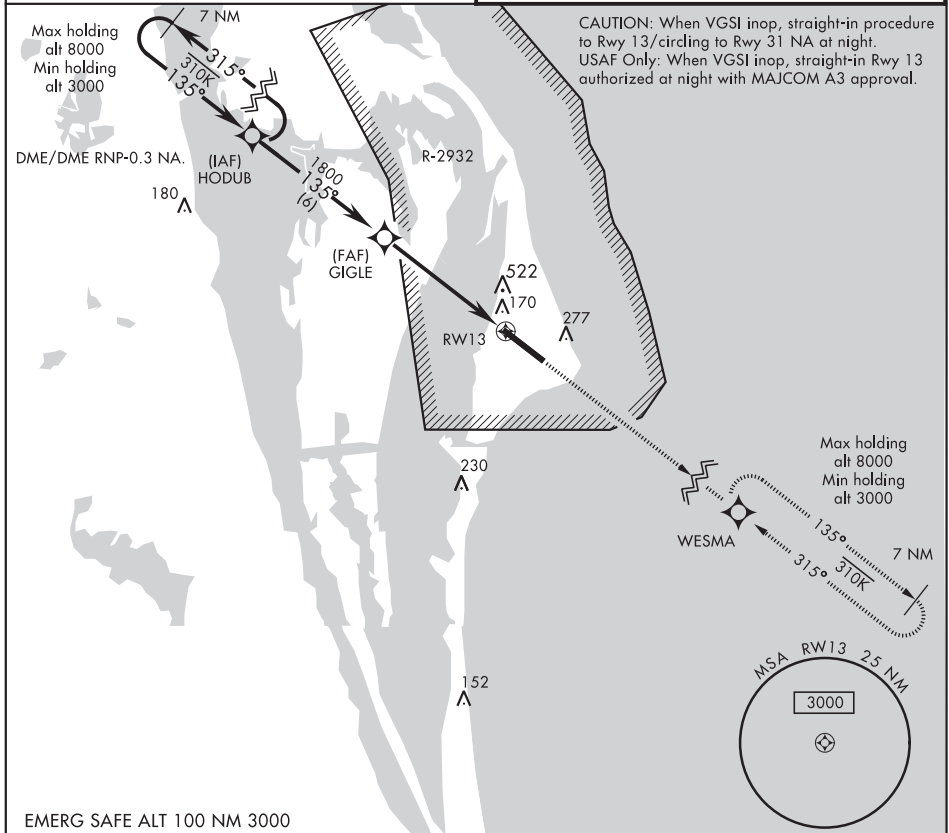 7 NM
Max holding
alt 8000
Min holding
alt 3000
315°
310K
135°
CAUTION: When VGSI inop, straight-in procedure
to Rwy 13/circling to Rwy 31 NA at night.
USAF Only: When VGSI inop, straight-in Rwy 13
authorized at night with MAJCOM A3 approval.
DME/DME RNP-0.3 NA.
(IAF)
HODUB
1800
135°
(6)
R-2932
180
(FAF)
GIGLE
522
170
277
RW13
230
Max holding
alt 8000
Min holding
alt 3000
WESMA
135°
7 NM
310K
315°
152
MSA RW13 25 NM
3000
EMERG SAFE ALT 100 NM 3000